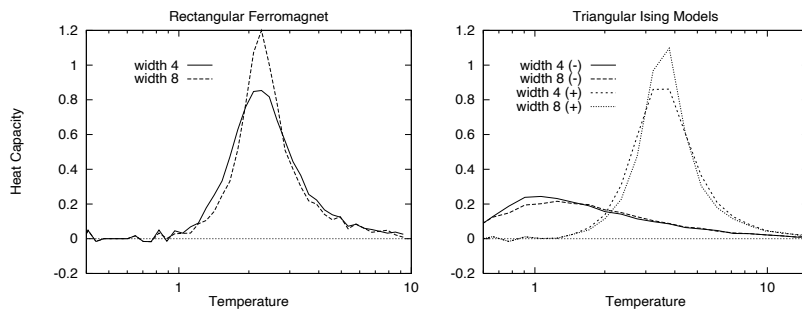 Rectangular Ferromagnet
Heat Capacity
1.2
1
0.8
0.6
0.4
0.2
0
-0.2
width 4
width 8
1
10
Temperature
Triangular Ising Models
1.2
1
0.8
0.6
0.4
0.2
0
-0.2
width 4 (-)
width 8 (-)
width 4 (+)
width 8 (+)
1
10
Temperature